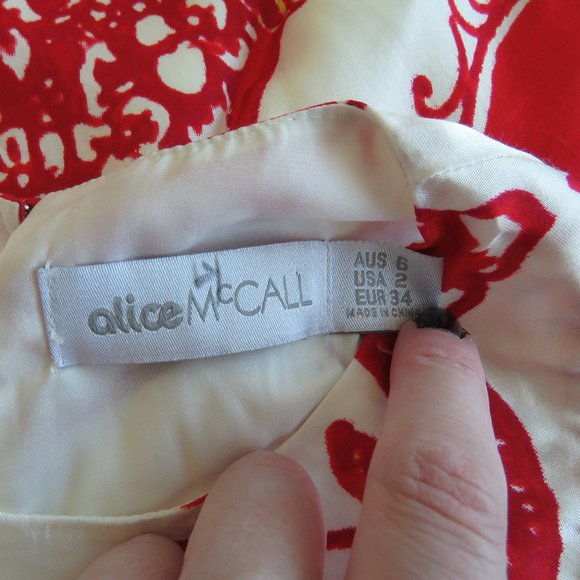 alice McCALL
AUS 6
USA 2
EUR 34
MADE IN CHINA